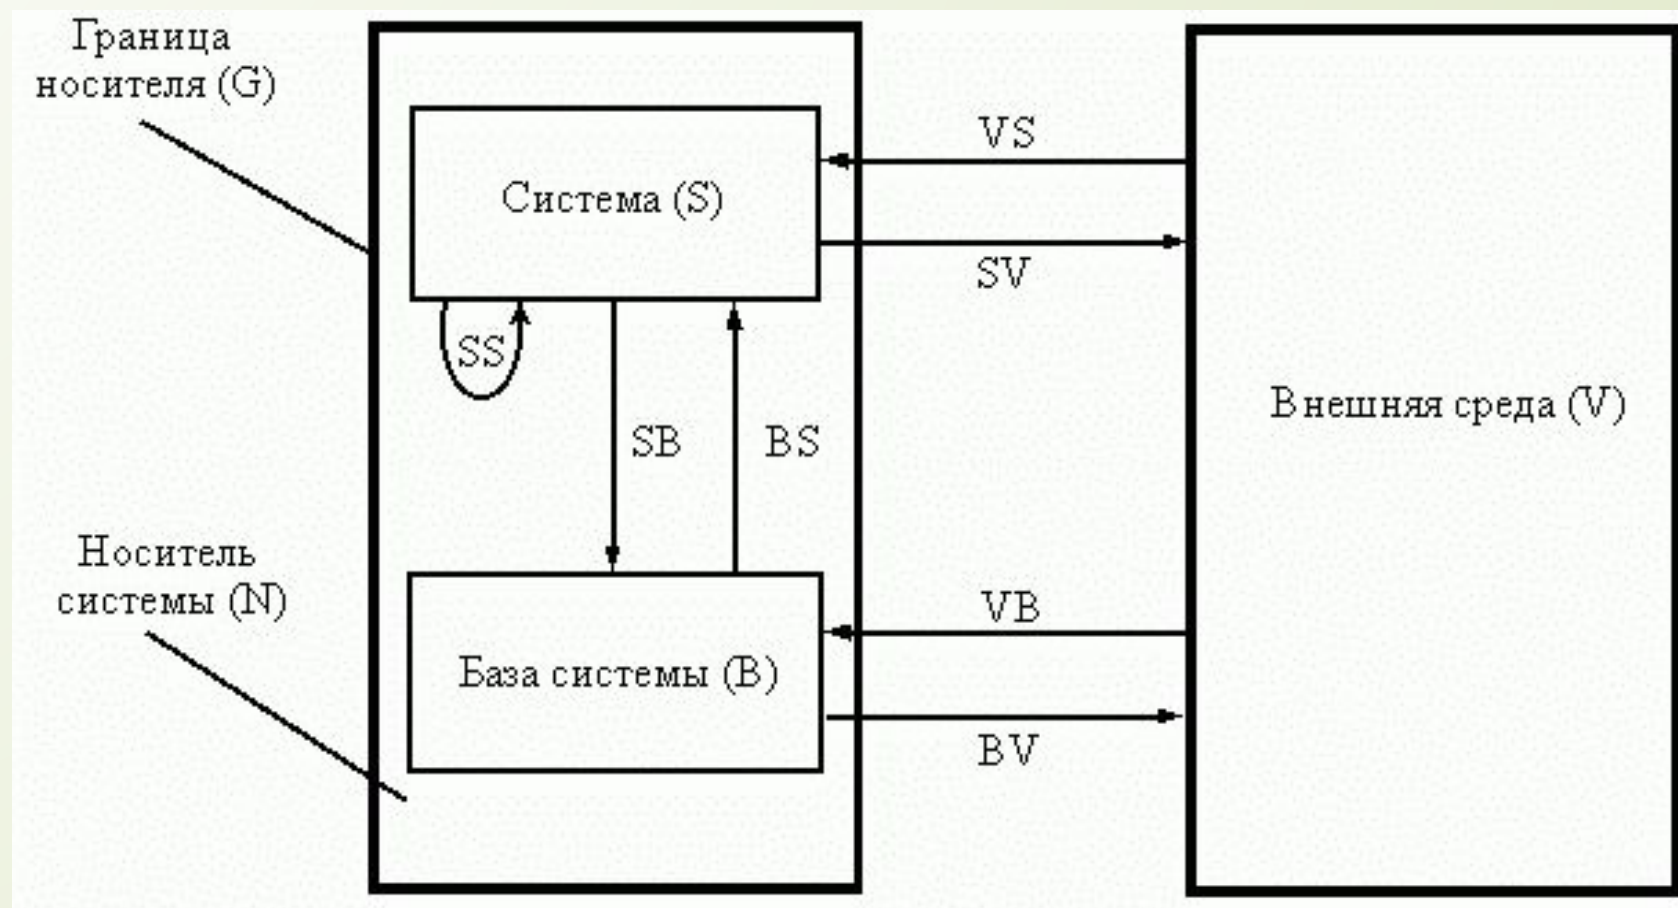 Граница
носителя (G)
VS
Система (S)
SV
SS
Внешняя среда (V)
SB
BS
Носитель
системы (N)
VB
База системы (B)
BV